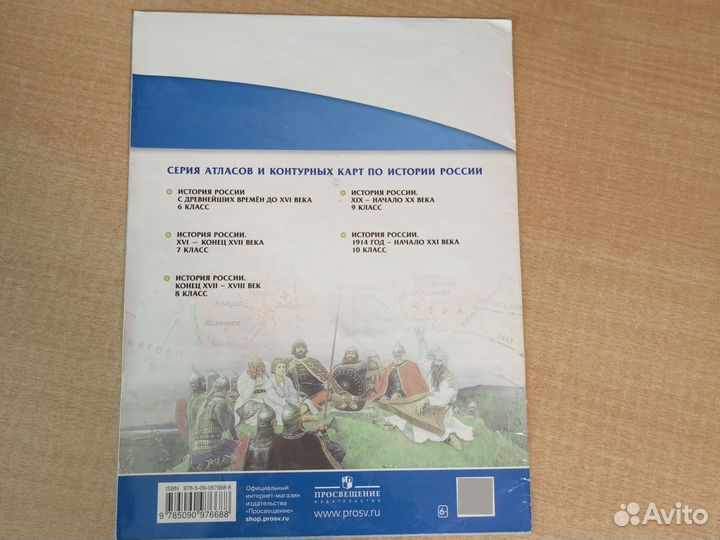 СЕРИЯ АТЛАСОВ И КОНТУРНЫХ КАРТ ПО ИСТОРИИ РОССИИ
ИСТОРИЯ РОССИИ
С ДРЕВНЕЙШИХ ВРЕМЁН ДО XVI ВЕКА
6 КЛАСС
ИСТОРИЯ РОССИИ.
XVI – КОНЕЦ XVII ВЕКА
7 КЛАСС
ИСТОРИЯ РОССИИ.
КОНЕЦ XVII – XVIII ВЕК
8 КЛАСС
ИСТОРИЯ РОССИИ.
XIX – НАЧАЛО XX ВЕКА
9 КЛАСС
ИСТОРИЯ РОССИИ.
1914 ГОД – НАЧАЛО XXI ВЕКА
10 КЛАСС
Калуга
Любутск
Козельск
ЩЕРА
ISBN 978-5-09-097668-8
9 785090 976688
Официальный
интернет-магазин
издательства
«Просвещение»
shop.prosv.ru
ПРОСВЕЩЕНИЕ
ИЗДАТЕЛЬСТВО
www.prosv.ru
6+
Avito